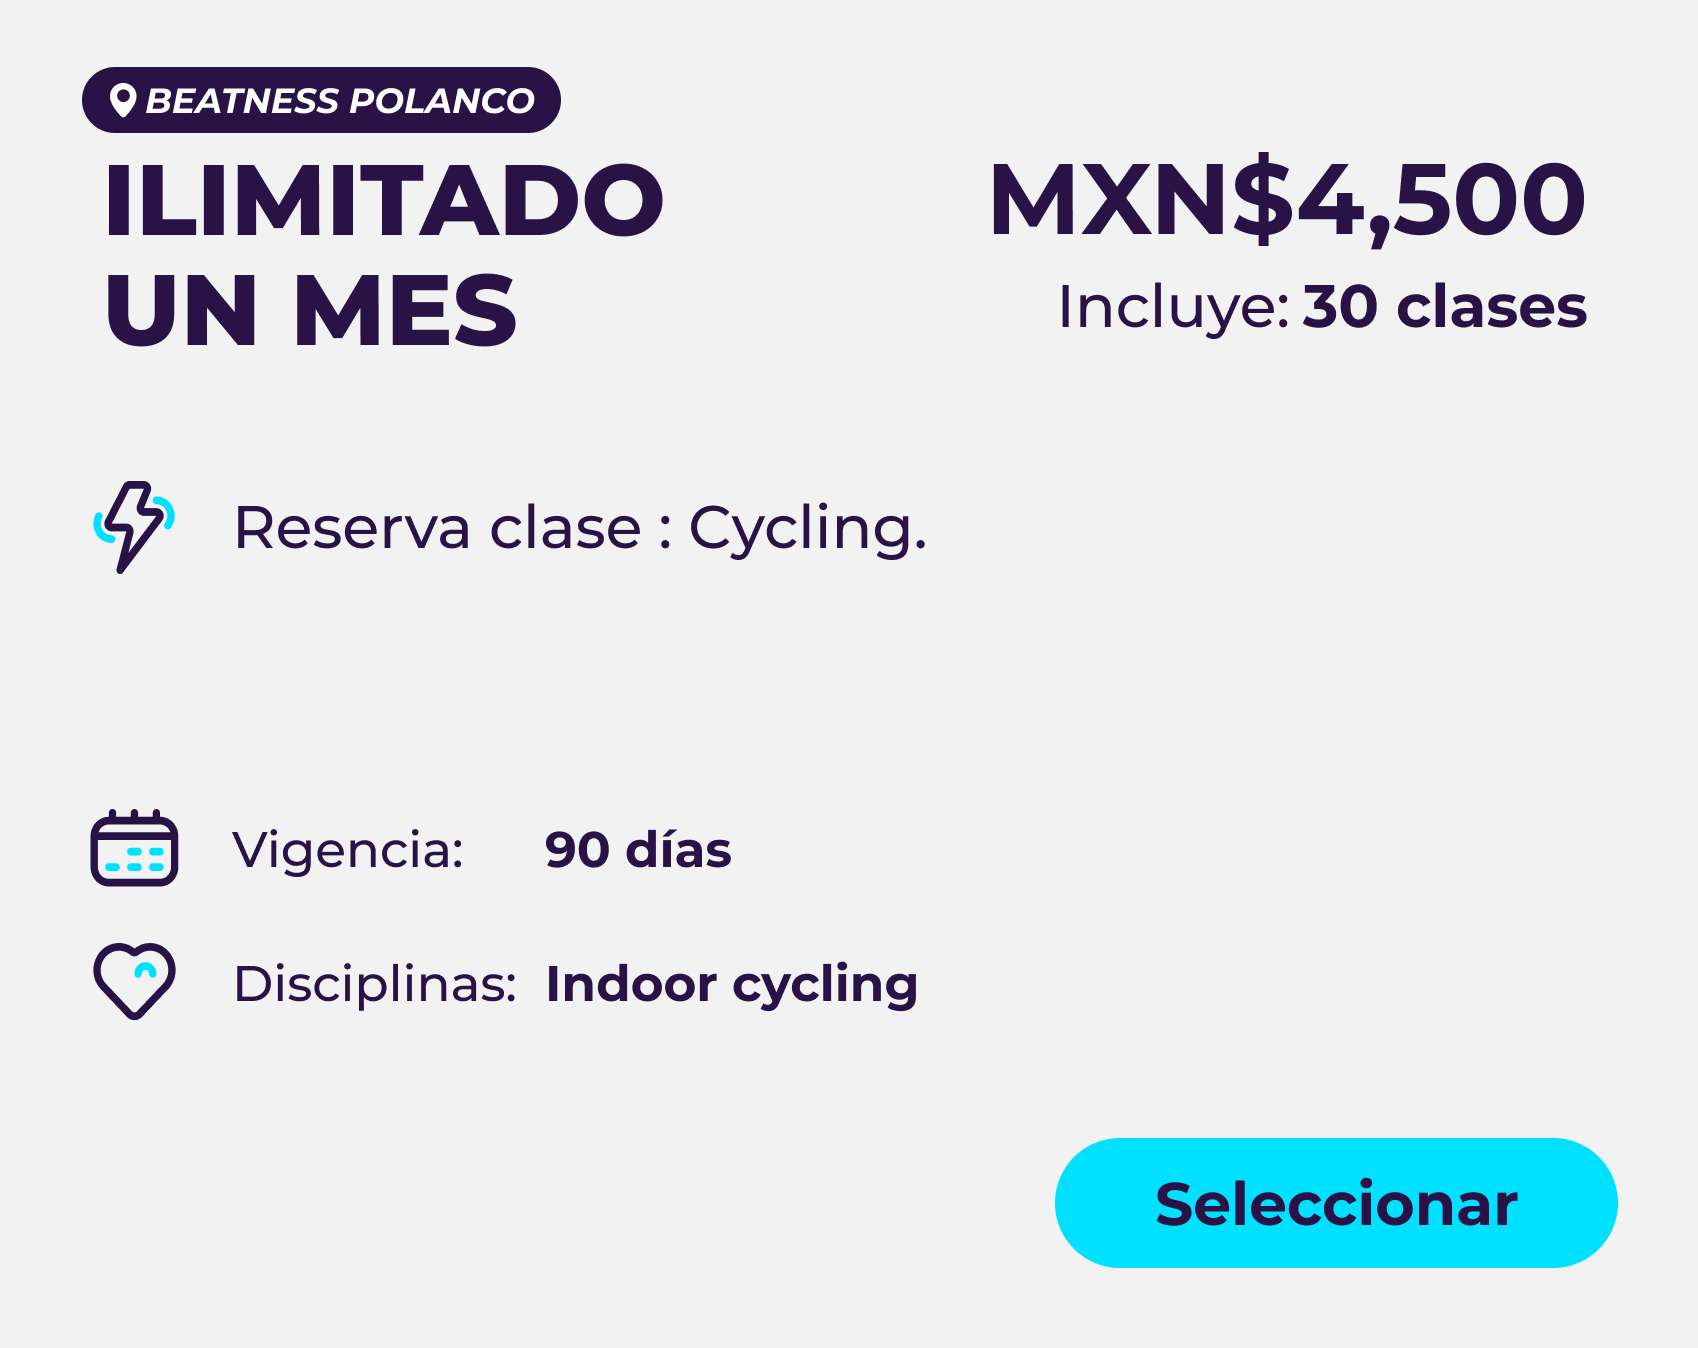 BEATNESS POLANCO
ILIMITADO
UN MES
MXN$4,500
Incluye: 30 clases
Reserva clase : Cycling.
Vigencia: 90 días
Disciplinas: Indoor cycling
Seleccionar